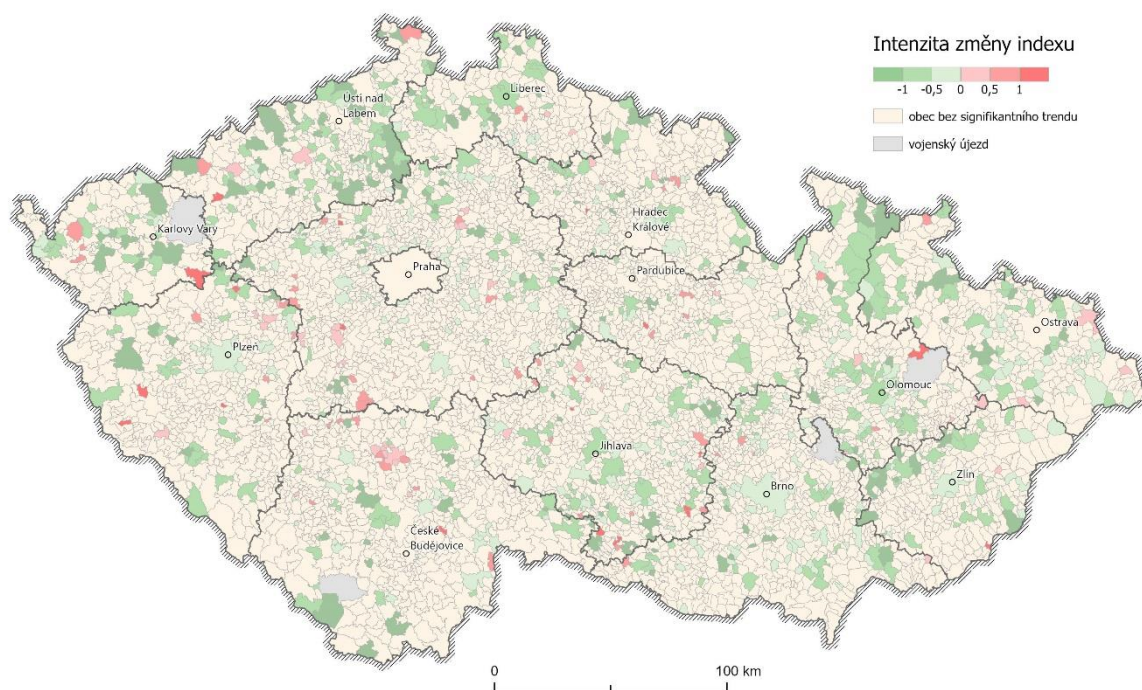 Intenzita změny indexu
-1 -0,5 0 0,5 1
obec bez signifikantního trendu
vojenský újezd
Liberec
Ústí nad
Labem
Karlovy Vary
Hradec
Králové
Praha
Pardubice
Ostrava
Plzeň
Olomouc
Jihlava
Zlín
Brno
České
Budějovice
0 100 km